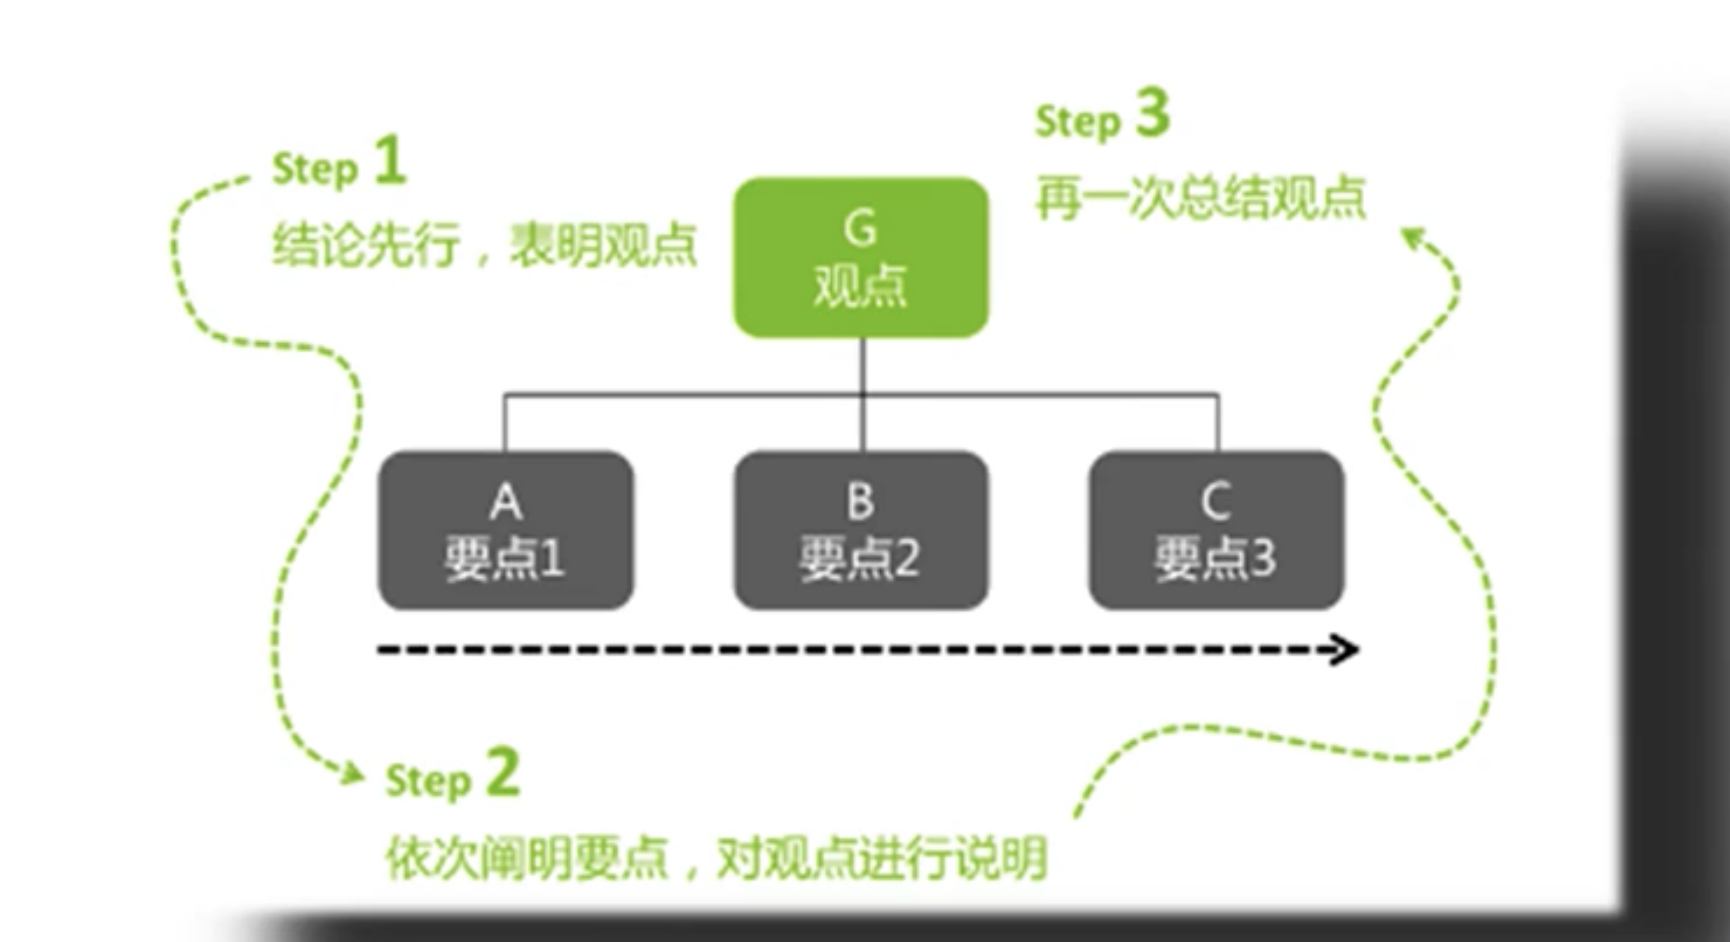 Step 1
结论先行，表明观点
Step 3
再一次总结观点
G
观点
A
要点1
B
要点2
C
要点3
Step 2
依次阐明要点，对观点进行说明